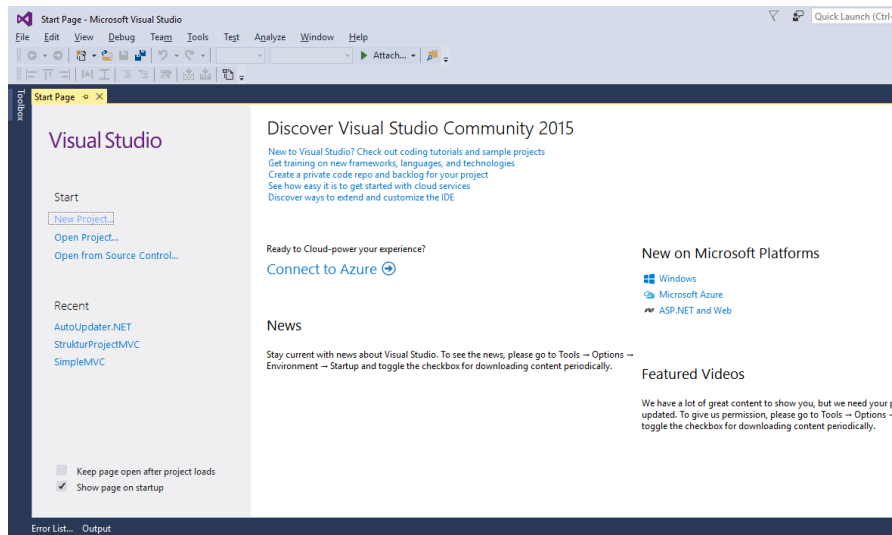 Start Page - Microsoft Visual Studio
Quick Launch (Ctrl-
File Edit View Debug Team Tools Test Analyze Window Help
Attach...
Toolbox
Start Page
Visual Studio
Start
New Project...
Open Project...
Open from Source Control...
Recent
AutoUpdater.NET
StrukturProjectMVC
SimpleMVC
Keep page open after project loads
Show page on startup
Discover Visual Studio Community 2015
New to Visual Studio? Check out coding tutorials and sample projects
Get training on new frameworks, languages, and technologies
Create a private code repo and backlog for your project
See how easy it is to get started with cloud services
Discover ways to extend and customize the IDE
Ready to Cloud-power your experience?
Connect to Azure
News
Stay current with news about Visual Studio. To see the news, please go to Tools → Options →
Environment → Startup and toggle the checkbox for downloading content periodically.
New on Microsoft Platforms
Windows
Microsoft Azure
ASP.NET and Web
Featured Videos
We have a lot of great content to show you, but we need your
updated. To give us permission, please go to Tools → Options
toggle the checkbox for downloading content periodically.
Error List... Output